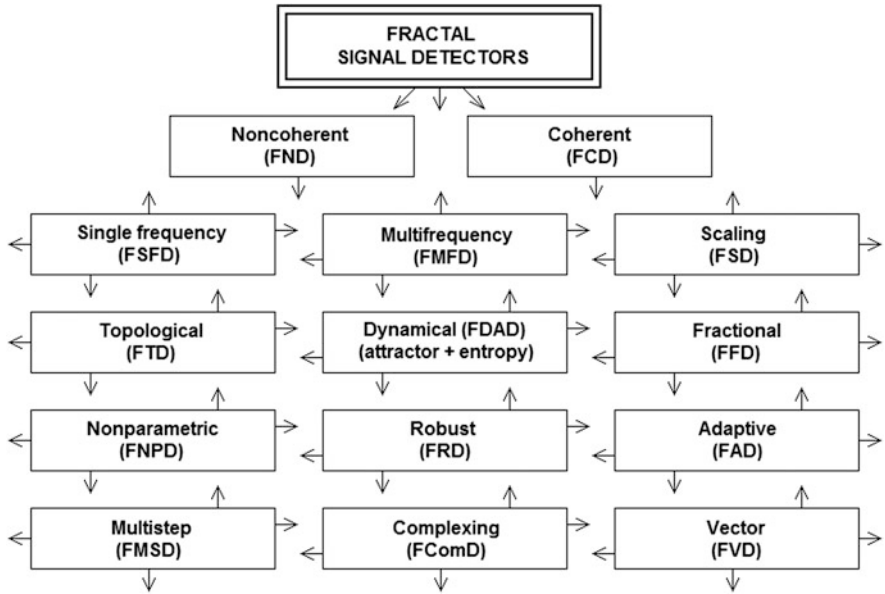 FRACTAL
SIGNAL DETECTORS
Noncoherent
(FND)
Coherent
(FCD)
Single frequency
(FSFD)
Multifrequency
(FMFD)
Scaling
(FSD)
Topological
(FTD)
Dynamical (FDAD)
(attractor + entropy)
Fractional
(FFD)
Nonparametric
(FNPD)
Robust
(FRD)
Adaptive
(FAD)
Multistep
(FMSD)
Complexing
(FComD)
Vector
(FVD)